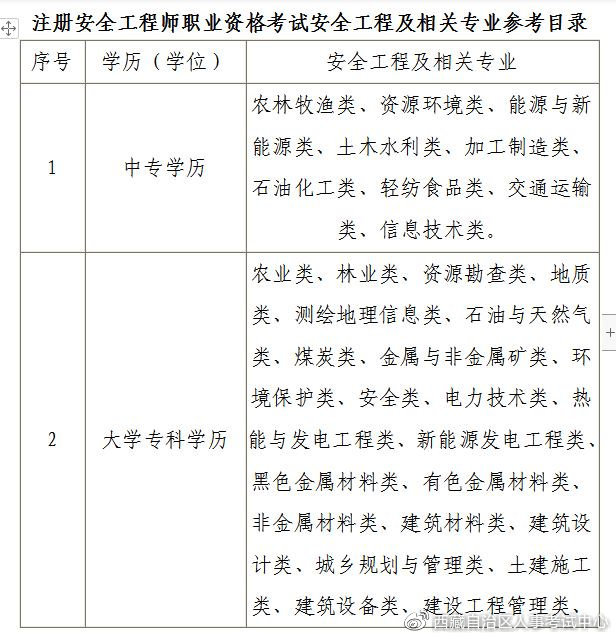 注册安全工程师职业资格考试安全工程及相关专业参考目录
序号 学历（学位） 安全工程及相关专业
1 中专学历
农林牧渔类、资源环境类、能源与新
能源类、土木水利类、加工制造类、
石油化工类、轻纺食品类、交通运输
类、信息技术类。
2 大学专科学历
农业类、林业类、资源勘查类、地质
类、测绘地理信息类、石油与天然气
类、煤炭类、金属与非金属矿类、环
境保护类、安全类、电力技术类、热
能与发电工程类、新能源发电工程类、
黑色金属材料类、有色金属材料类、
非金属材料类、建筑材料类、建筑设
计类、城乡规划与管理类、土建施工
类、建筑设备类、建设工程管理类、
西藏自治区人事考试中心